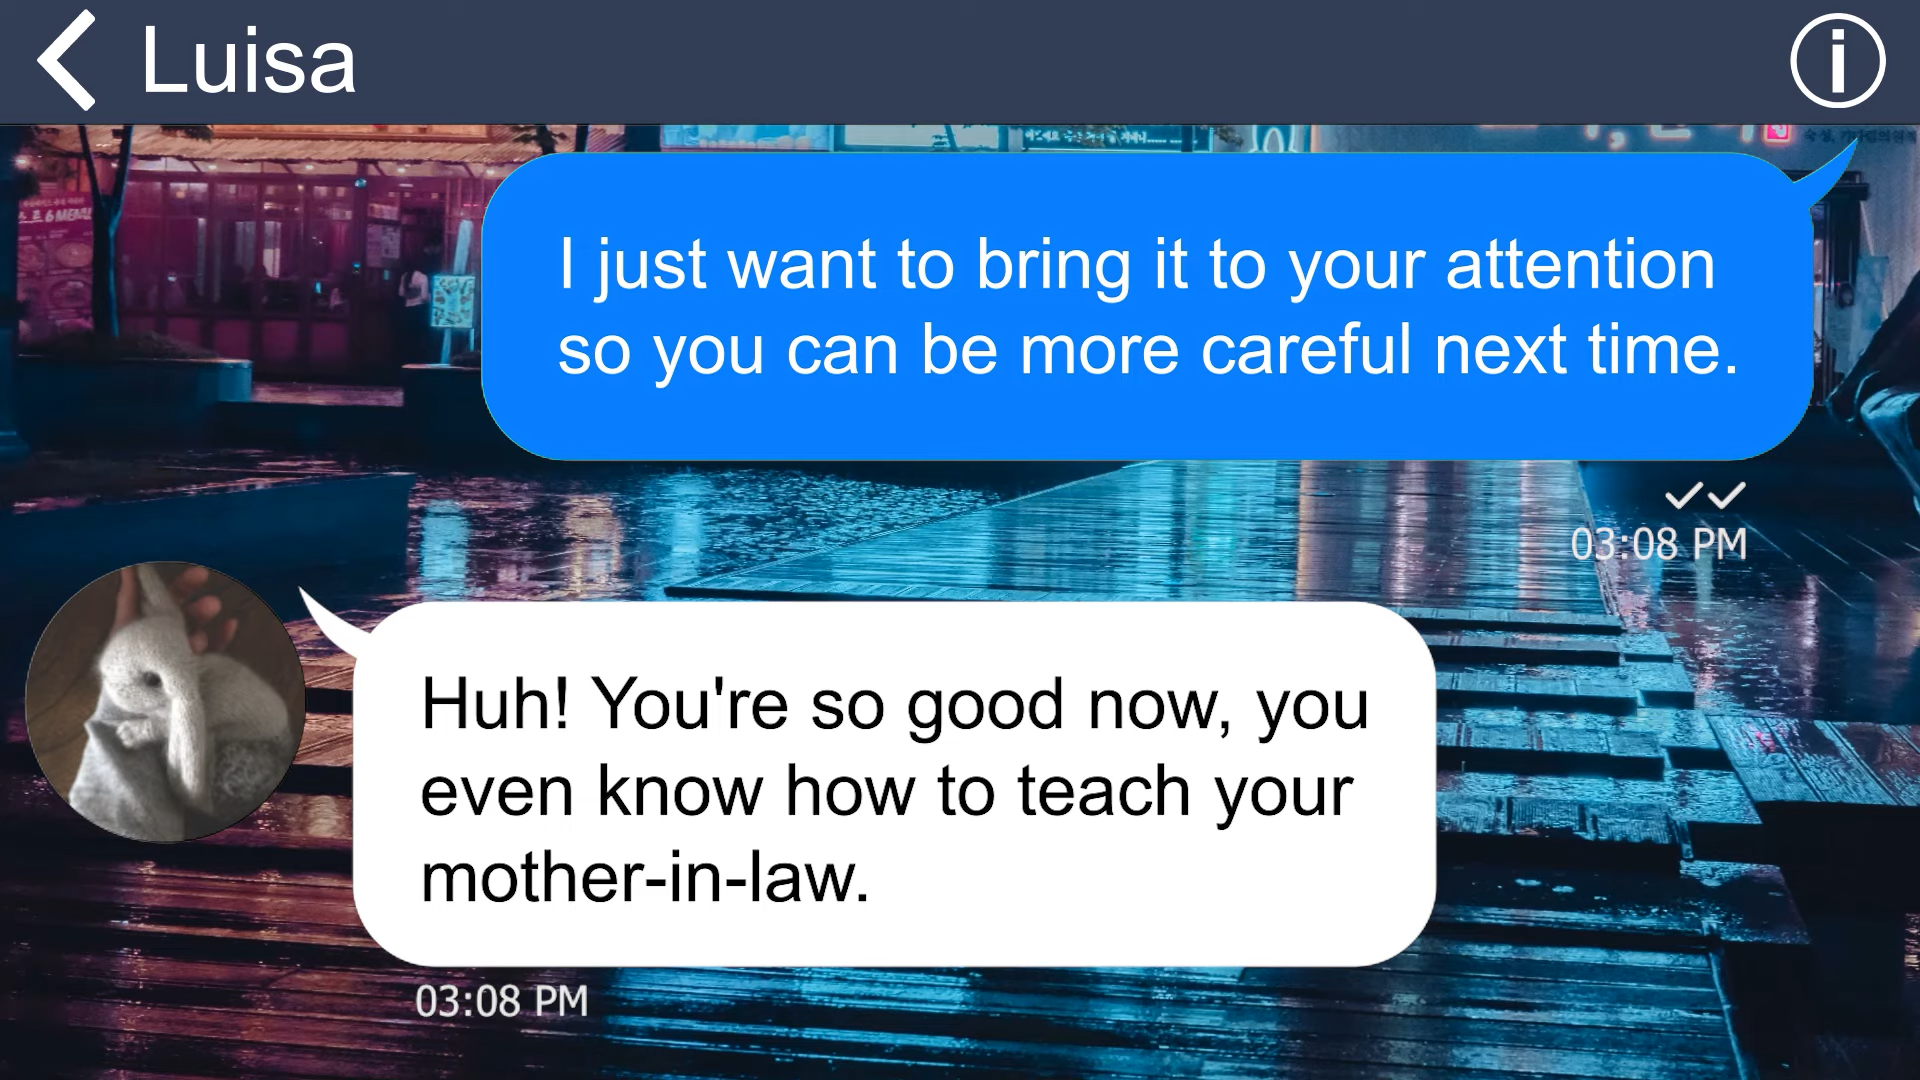 Luisa
I just want to bring it to your attention
so you can be more careful next time.
03:08 PM
Huh! You're so good now, you
even know how to teach your
mother-in-law.
03:08 PM